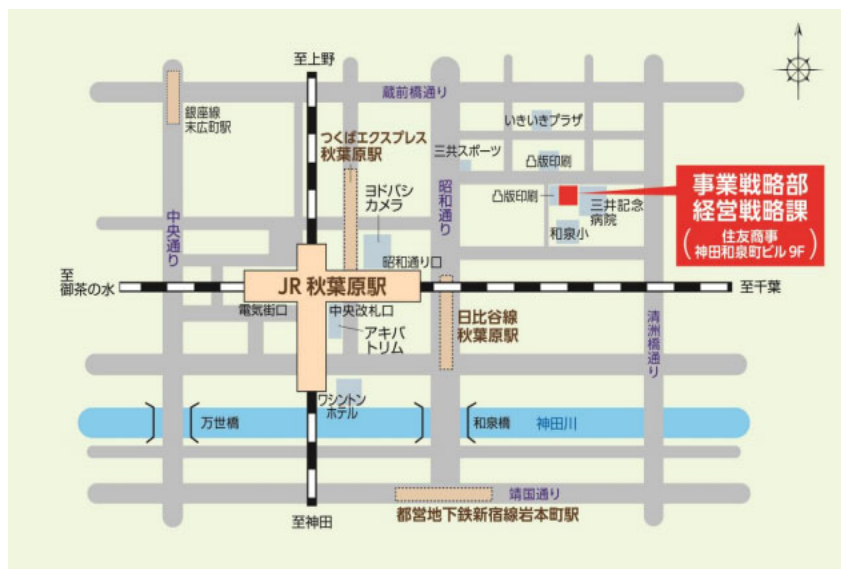 至上野
蔵前橋通り
銀座線
末広町駅
いきいきプラザ
つくばエクスプレス
秋葉原駅
三共スポーツ
凸版印刷
ヨドバシ
カメラ
昭和通り
凸版印刷
三井記念
病院
和泉小
事業戦略部
経営戦略課
(住友商事
神田和泉町ビル 9F)
中央通り
昭和通り口
至
御茶の水
JR 秋葉原駅
至千葉
電気街口
中央改札口
アキバ
トリム
日比谷線
秋葉原駅
清洲橋通り
ワシントン
ホテル
万世橋
和泉橋
神田川
靖国通り
都営地下鉄新宿線岩本町駅
至神田